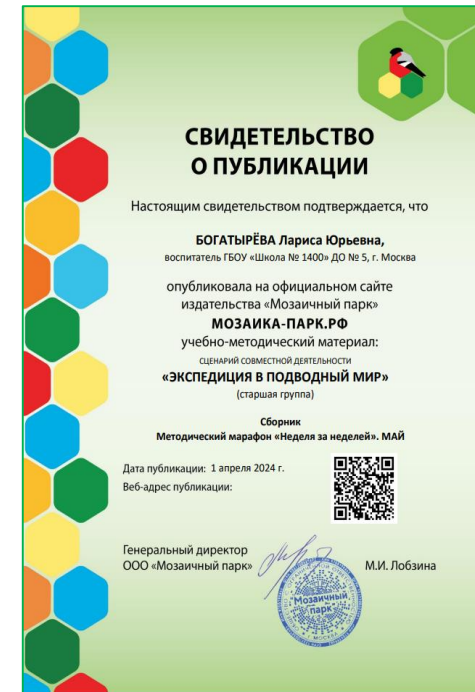 СВИДЕТЕЛЬСТВО
О ПУБЛИКАЦИИ
Настоящим свидетельством подтверждается, что
БОГАТЫРЁВА Лариса Юрьевна,
воспитатель ГБОУ «Школа № 1400» ДО № 5, г. Москва
опубликовала на официальном сайте
издательства «Мозаичный парк»
МОЗАИКА-ПАРК.РФ
учебно-методический материал:
СЦЕНАРИЙ СОВМЕСТНОЙ ДЕЯТЕЛЬНОСТИ
«ЭКСПЕДИЦИЯ В ПОДВОДНЫЙ МИР»
(старшая группа)
Сборник
Методический марафон «Неделя за неделей». МАЙ
Дата публикации: 1 апреля 2024 г.
Веб-адрес публикации:
Генеральный директор
ООО «Мозаичный парк»
М.И. Лобзина
"Мозаичный
парк"
МОСКВА